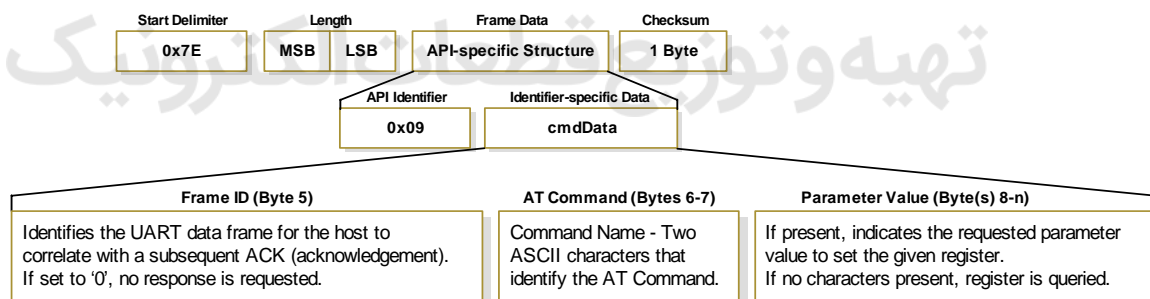 Start Delimiter Length Frame Data Checksum
0x7E MSB LSB API-specific Structure 1 Byte
تهیه و توزیع قطعات الکترونیک
API Identifier Identifier-specific Data
0x09 cmdData
Frame ID (Byte 5) AT Command (Bytes 6-7) Parameter Value (Byte(s) 8-n)
Identifies the UART data frame for the host to
correlate with a subsequent ACK (acknowledgement).
If set to ‘0’, no response is requested.
Command Name - Two
ASCII characters that
identify the AT Command.
If present, indicates the requested parameter
value to set the given register.
If no characters present, register is queried.